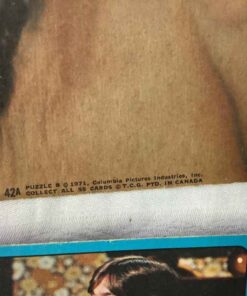 42A PUZZLE B © 1971, Columbia Pictures Industries, Inc.
COLLECT ALL 55 CARDS © T.C.G. PTD. IN CANADA